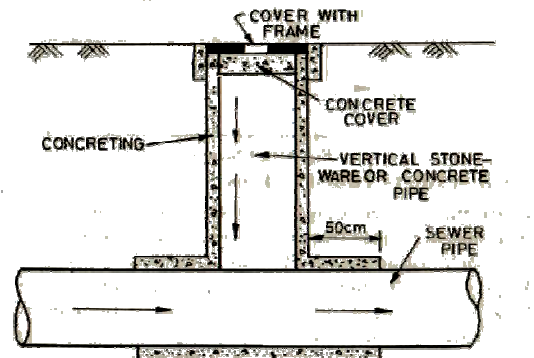 COVER WITH
FRAME
CONCRETE
COVER
CONCRETING
VERTICAL STONE-
WARE OR CONCRETE
PIPE
50cm
SEWER
PIPE